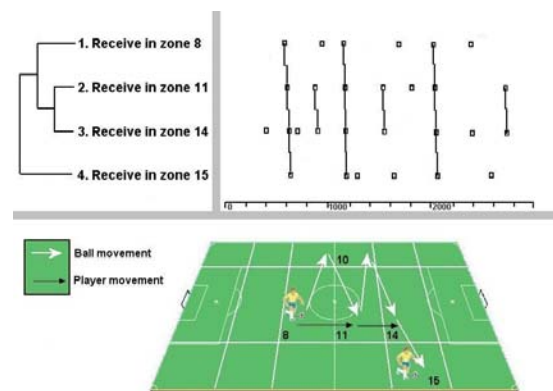 1. Receive in zone 8
2. Receive in zone 11
3. Receive in zone 14
4. Receive in zone 15
0 1000 2000
Ball movement
Player movement
10
8 11 14
15